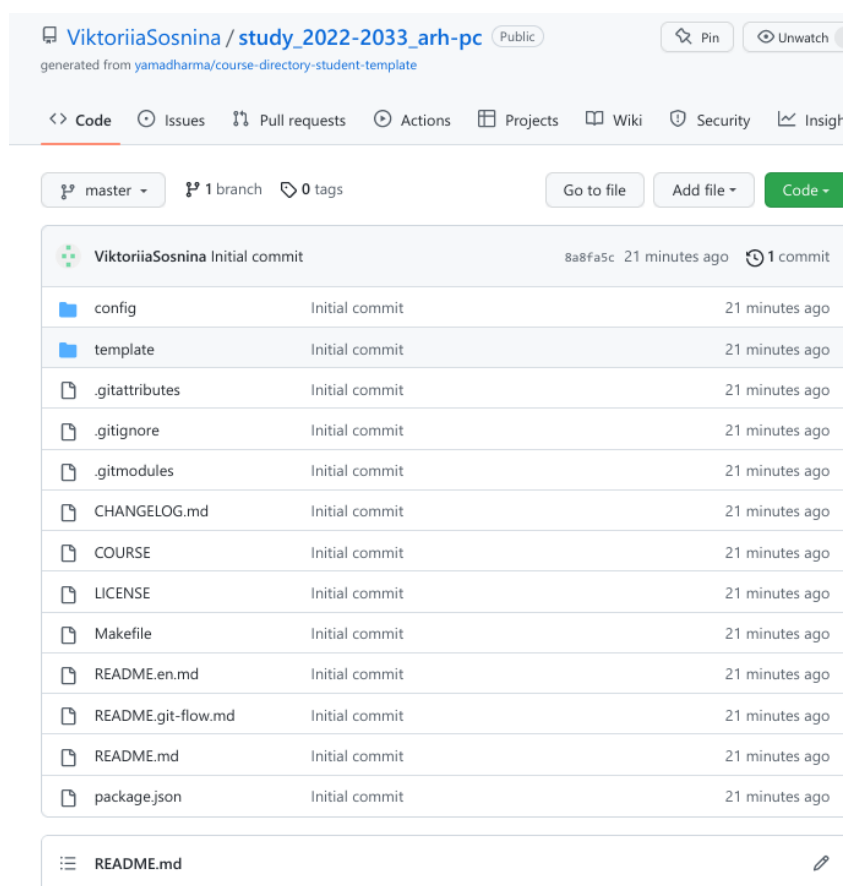 ViktoriiaSosnina / study_2022-2033_arh-pc Public Pin Unwatch
generated from yamadharma/course-directory-student-template
Code Issues Pull requests Actions Projects Wiki Security Insigh
master 1 branch 0 tags Go to file Add file Code
ViktoriiaSosnina Initial commit 8a8fa5c 21 minutes ago 1 commit
config Initial commit 21 minutes ago
template Initial commit 21 minutes ago
.gitattributes Initial commit 21 minutes ago
.gitignore Initial commit 21 minutes ago
.gitmodules Initial commit 21 minutes ago
CHANGELOG.md Initial commit 21 minutes ago
COURSE Initial commit 21 minutes ago
LICENSE Initial commit 21 minutes ago
Makefile Initial commit 21 minutes ago
README.en.md Initial commit 21 minutes ago
README.git-flow.md Initial commit 21 minutes ago
README.md Initial commit 21 minutes ago
package.json Initial commit 21 minutes ago
README.md